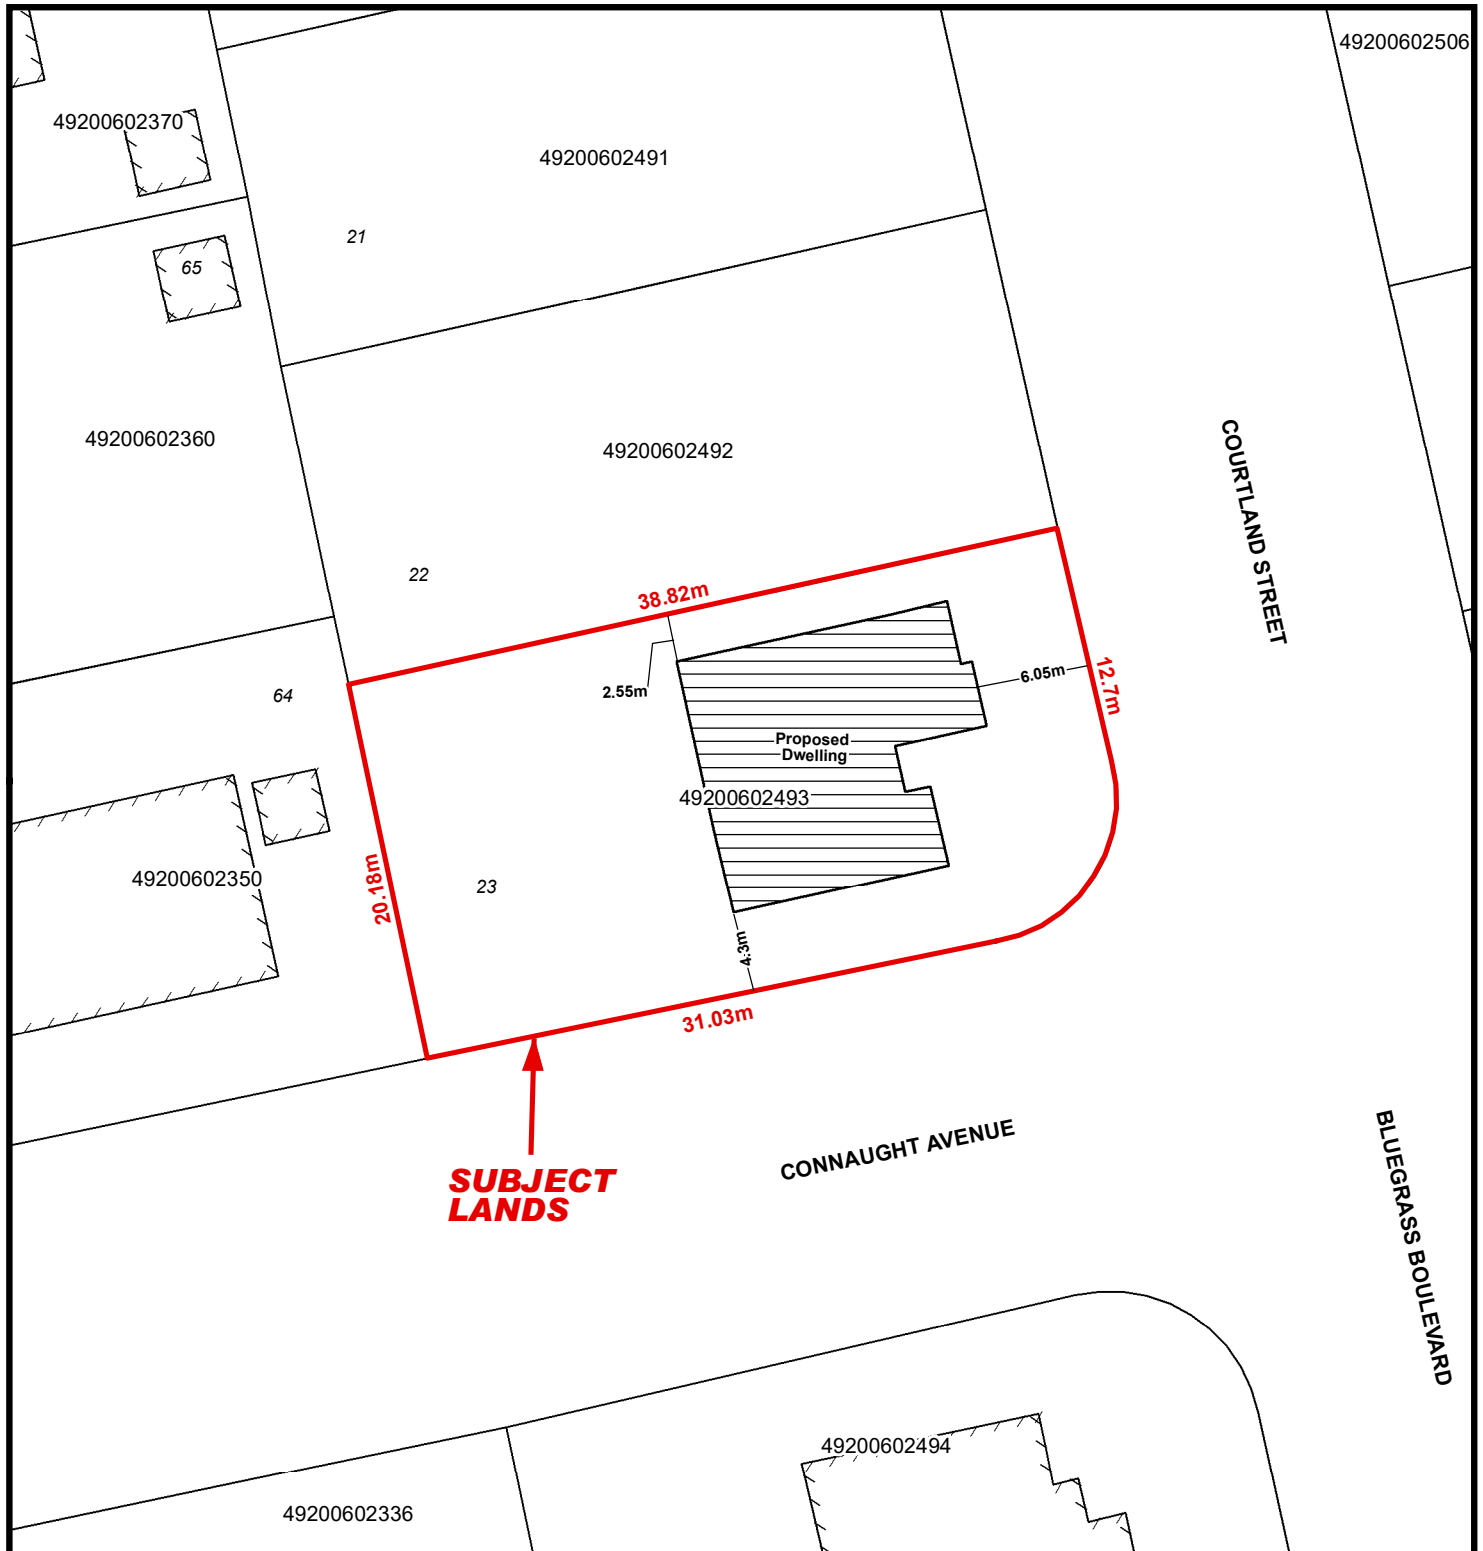 49200602506
49200602370
49200602491
21
65
49200602360
49200602492
COURTLAND STREET
22
38.82m
64
2.55m
6.05m
12.7m
Proposed
Dwelling
49200602493
49200602350
20.18m
23
4.3m
31.03m
SUBJECT
LANDS
CONNAUGHT AVENUE
BLUEGRASS BOULEVARD
49200602494
49200602336